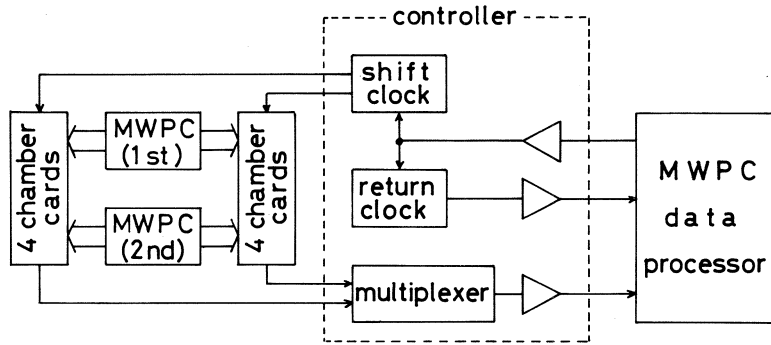 controller
shift
clock
MWPC
(1st)
4 chamber
cards
4 chamber
cards
return
clock
MWPC
(2nd)
MWPC
data
processor
multiplexer